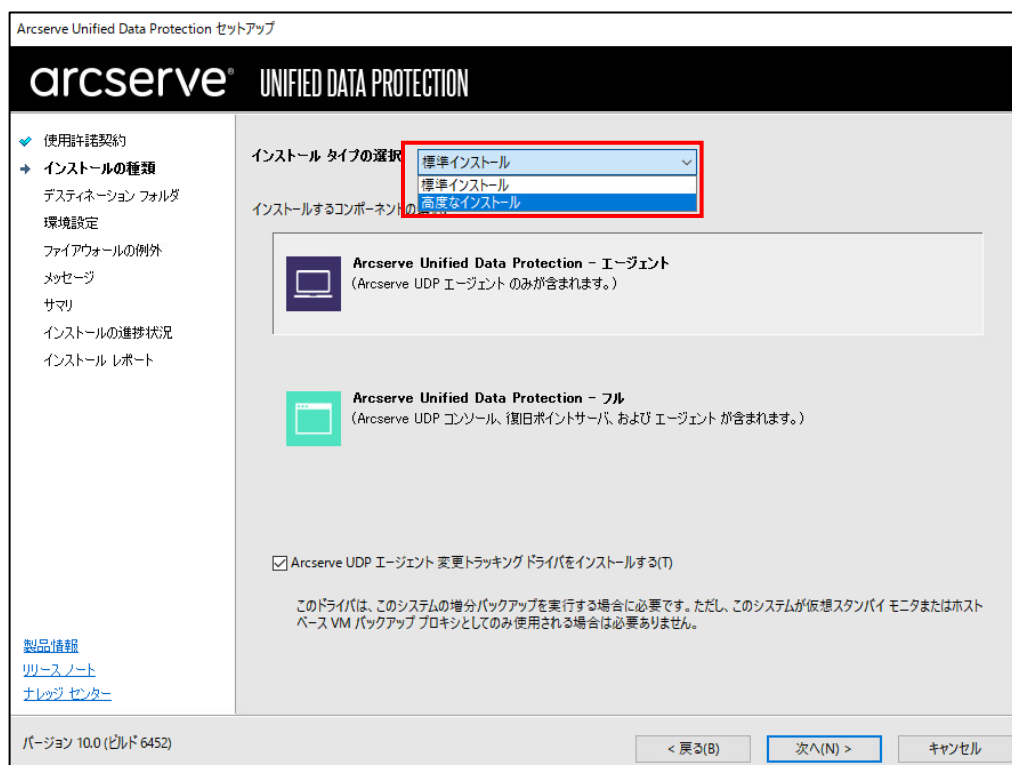 Arcserve Unified Data Protection セットアップ
arcserve® UNIFIED DATA PROTECTION
使用許諾契約
インストールの種類
デスティネーション フォルダ
環境設定
ファイアウォールの例外
メッセージ
サマリ
インストールの進捗状況
インストール レポート
インストール タイプの選択
標準インストール
標準インストール
高度なインストール
インストールするコンポーネントの
Arcserve Unified Data Protection - エージェント
(Arcserve UDP エージェント のみが含まれます。)
Arcserve Unified Data Protection - フル
(Arcserve UDP コンソール、復旧ポイントサーバ、および エージェント が含まれます。)
Arcserve UDP エージェント 変更トラッキング ドライバをインストールする(T)
このドライバは、このシステムの増分バックアップを実行する場合に必要です。ただし、このシステムが仮想スタンバイ モニタまたはホスト
ベース VM バックアップ プロキシとしてのみ使用される場合は必要ありません。
製品情報
リリース ノート
ナレッジ センター
バージョン 10.0 (ビルド 6452)
< 戻る(B)
次へ(N) >
キャンセル